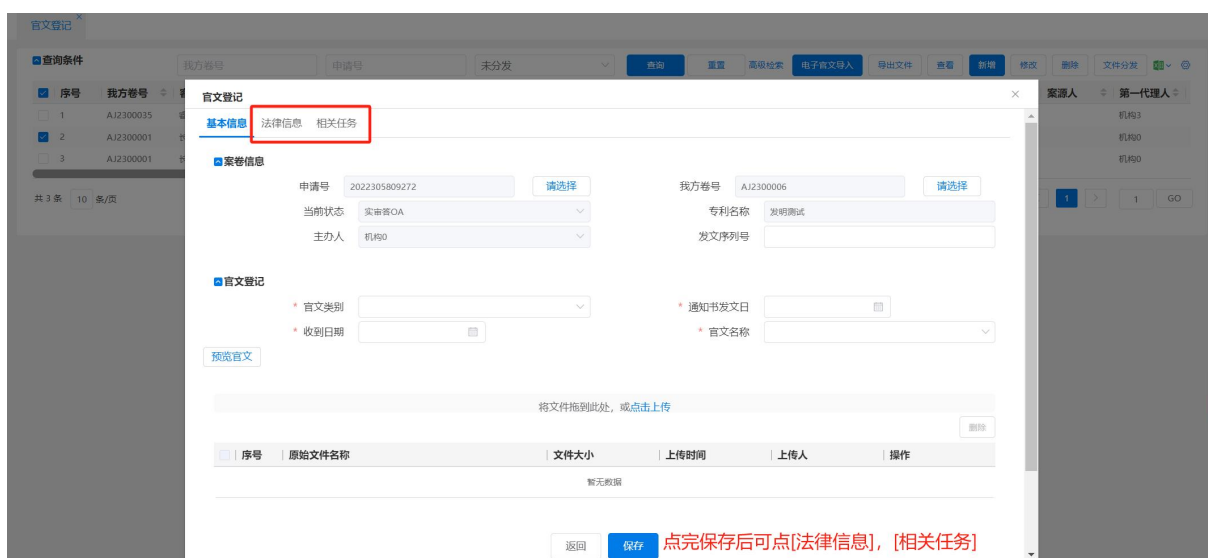 官文登记 ×
查询条件 我方卷号 申请号 未分发 查询 重置 高级检索 电子官文导入 导出文件 查看 新增 修改 删除 文件分发
序号 我方卷号 案源人 第一代理人
1 AJ2300035 机构3
2 AJ2300001 机构0
3 AJ2300001 机构0
共 3 条 10 条/页 1 > 1 GO
官文登记 ×
基本信息 法律信息 相关任务
案卷信息
申请号 2022305809272 请选择 我方卷号 AJ2300006 请选择
当前状态 实审答OA 专利名称 发明测试
主办人 机构0 发文序列号
官文登记
* 官文类别 * 通知书发文日
* 收到日期 * 官文名称
预览官文
将文件拖到此处，或点击上传
删除
序号 原始文件名称 文件大小 上传时间 上传人 操作
暂无数据
返回 保存 点完保存后可点[法律信息]，[相关任务]